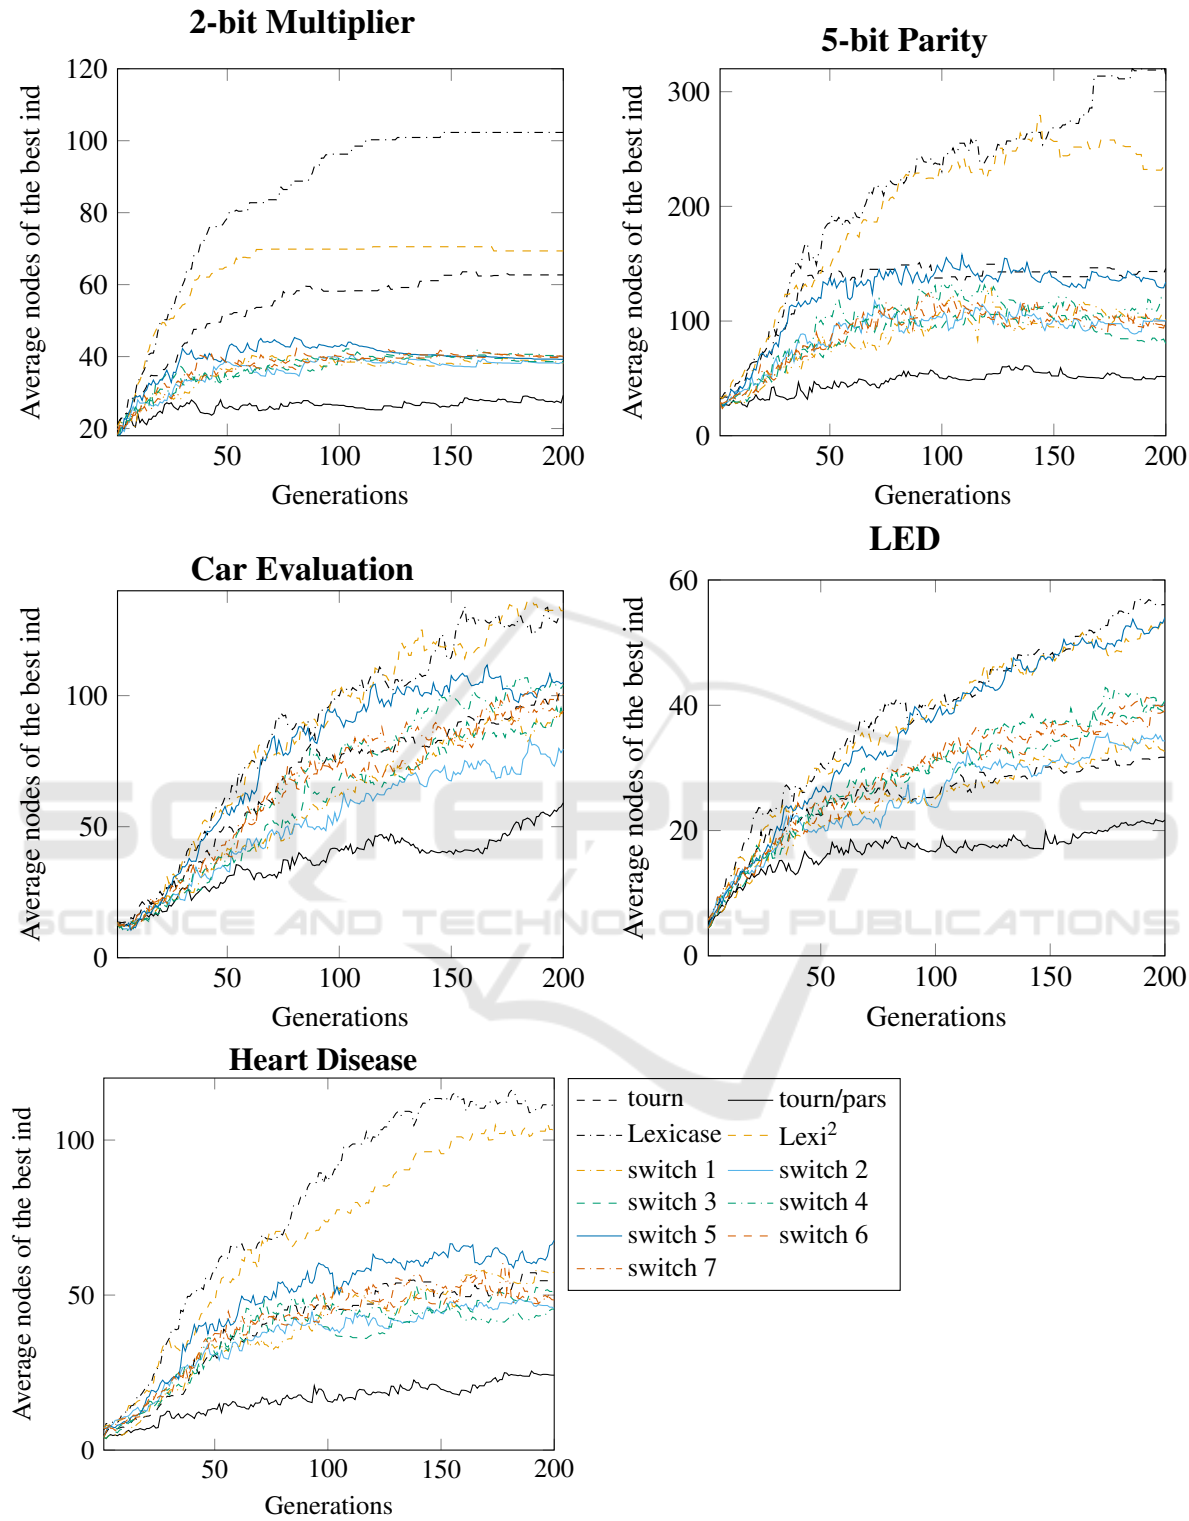 2-bit Multiplier
120
100
80
60
40
20
50
100
150
200
Average nodes of the best ind
Generations
5-bit Parity
300
200
100
0
50
100
150
200
Average nodes of the best ind
Generations
Car Evaluation
100
50
0
50
100
150
200
Average nodes of the best ind
Generations
LED
60
40
20
0
50
100
150
200
Average nodes of the best ind
Generations
SCITEPRESS
SCIENCE AND TECHNOLOGY PUBLICATIONS
Heart Disease
100
50
0
50
100
150
200
Average nodes of the best ind
Generations
tourn
tourn/pars
Lexicase
Lexi²
switch 1
switch 2
switch 3
switch 4
switch 5
switch 6
switch 7